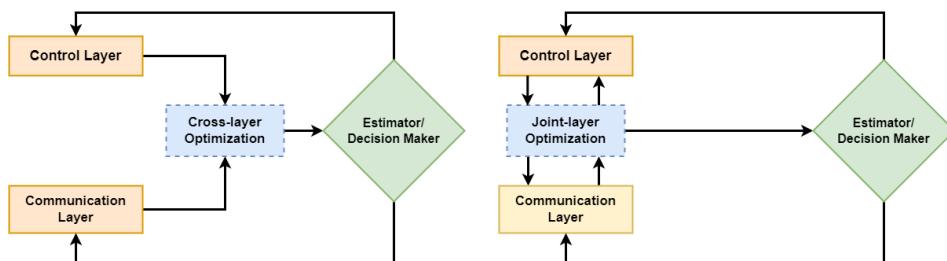 Control Layer
Cross-layer
Optimization
Estimator/
Decision Maker
Communication
Layer
Control Layer
Joint-layer
Optimization
Estimator/
Decision Maker
Communication
Layer